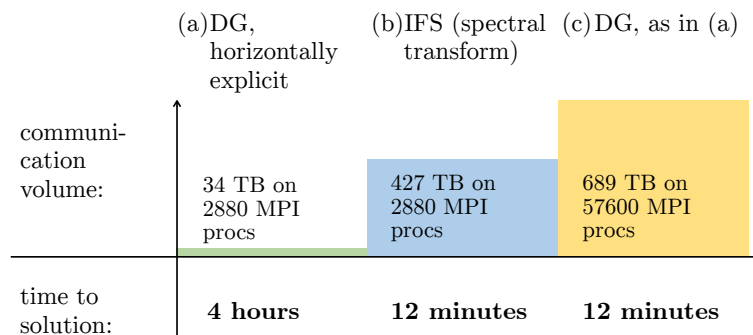 (a) DG,
horizontally
explicit
(b) IFS (spectral
transform)
(c) DG, as in (a)
communi-
cation
volume:
34 TB on
2880 MPI
procs
427 TB on
2880 MPI
procs
689 TB on
57600 MPI
procs
time to
solution:
4 hours
12 minutes
12 minutes